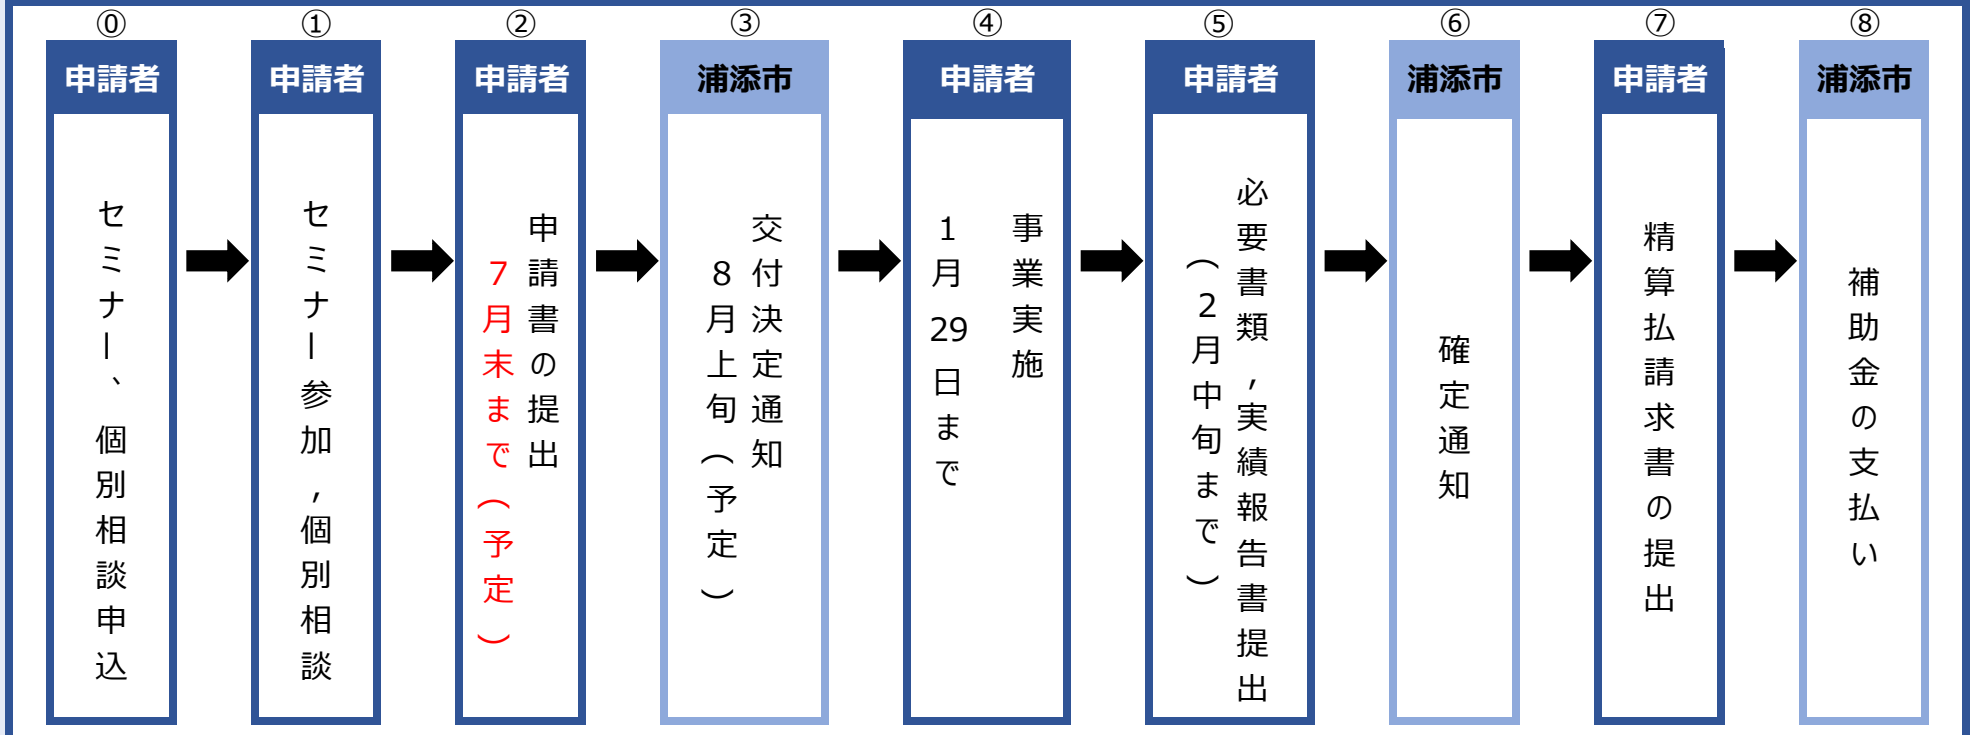 ⓪
申請者
セミナー、個別相談申込
①
申請者
セミナー参加,個別相談
②
申請者
申請書の提出
7月末まで(予定)
③
浦添市
交付決定通知
8月上旬(予定)
④
申請者
事業実施
1月29日まで
⑤
申請者
必要書類,実績報告書提出
(2月中旬まで)
⑥
浦添市
確定通知
⑦
申請者
精算払請求書の提出
⑧
浦添市
補助金の支払い